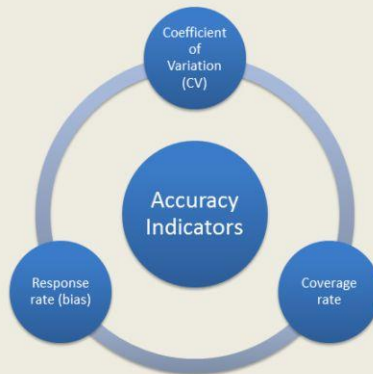 Coefficient
of
Variation
(CV)
Accuracy
Indicators
Response
rate (bias)
Coverage
rate